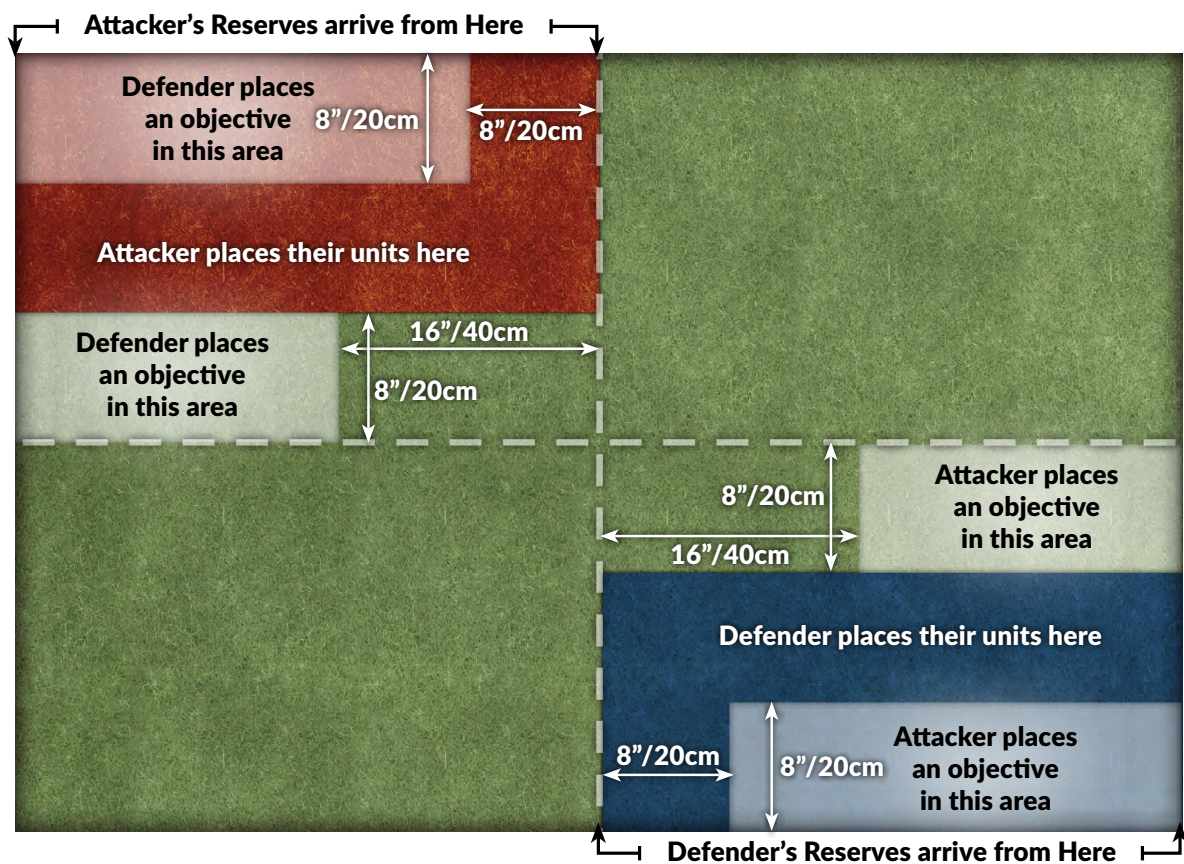 Attacker’s Reserves arrive from Here
Defender places
an objective
in this area
8”/20cm
8”/20cm
Attacker places their units here
Defender places
an objective
in this area
16”/40cm
8”/20cm
8”/20cm
16”/40cm
Attacker places
an objective
in this area
Defender places their units here
8”/20cm
8”/20cm
Attacker places
an objective
in this area
Defender’s Reserves arrive from Here